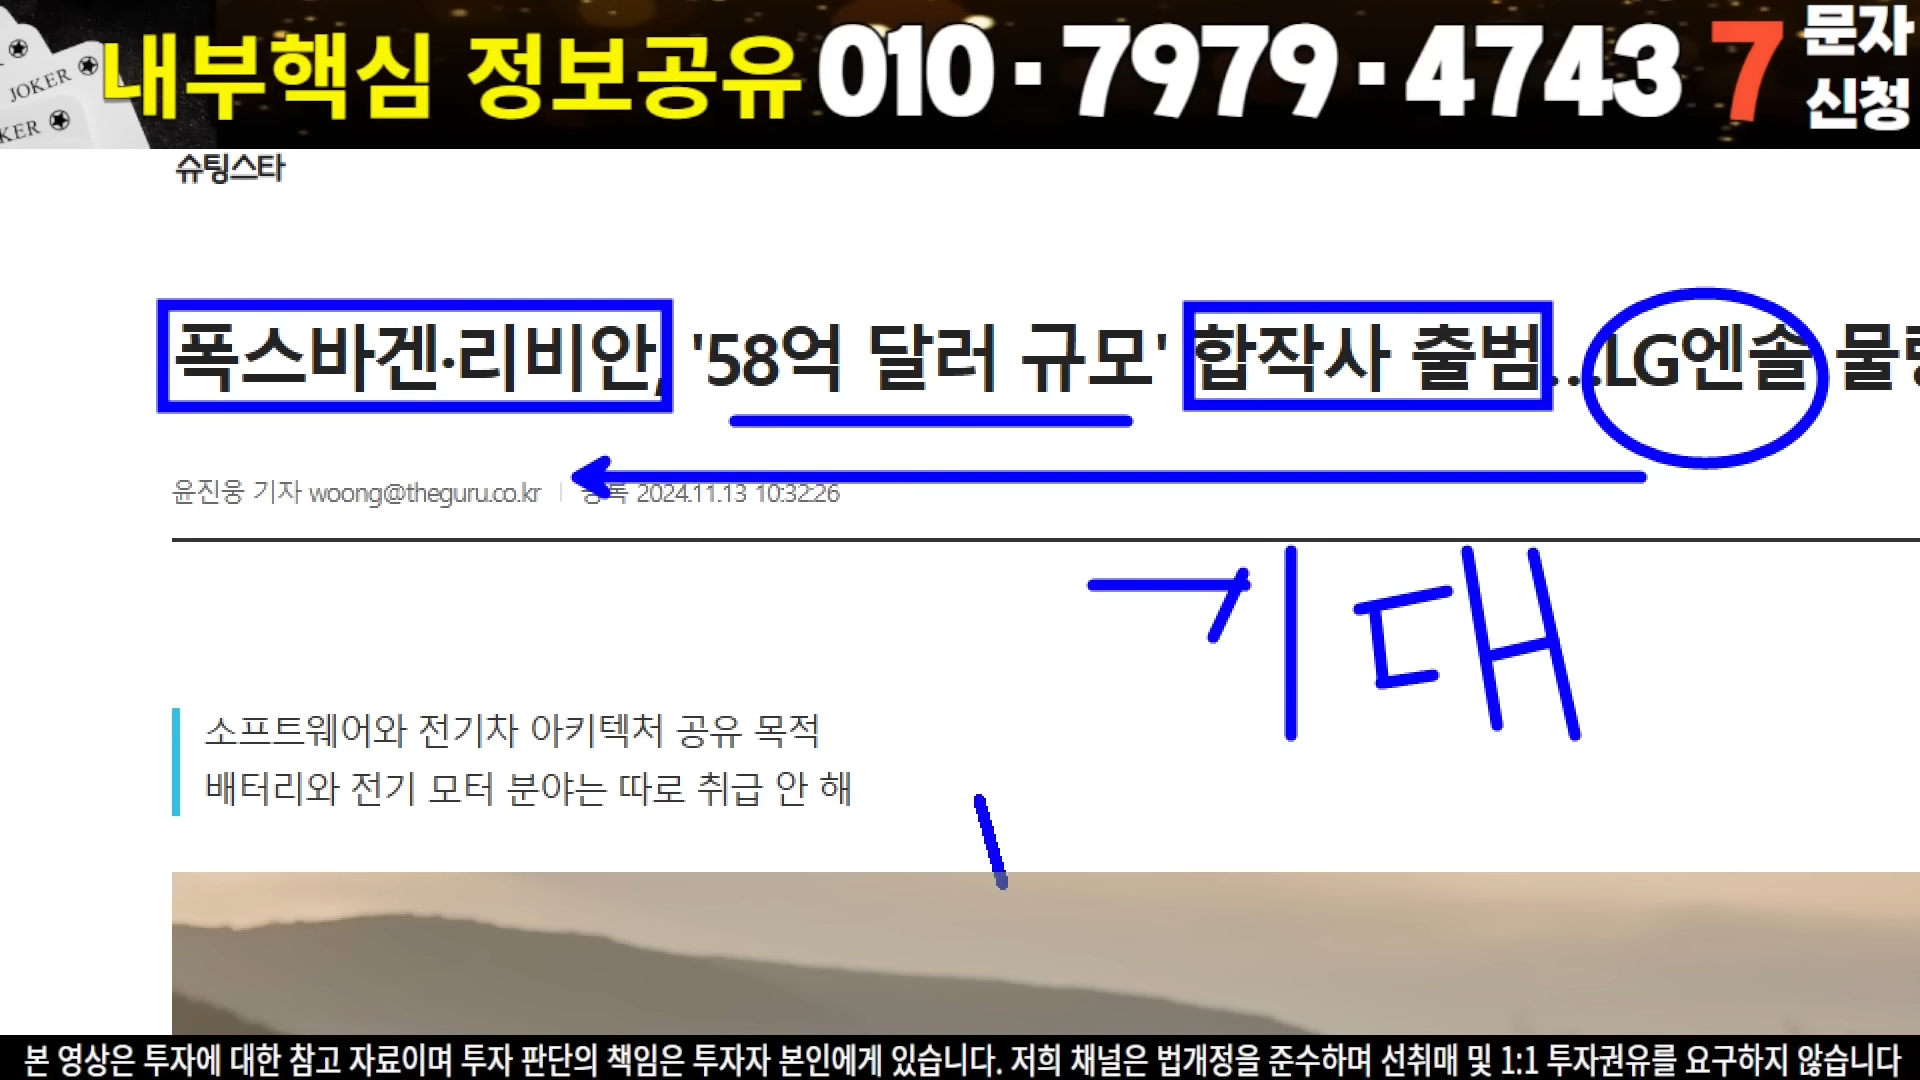 JOKER
KER
내부핵심 정보공유 010-7979-4743 7 문자
신청
슈팅스타
폭스바겐·리비안, '58억 달러 규모' 합작사 출범…LG엔솔
윤진웅 기자 woong@theguru.co.kr 등록 2024.11.13 10:32:26
기대
소프트웨어와 전기차 아키텍처 공유 목적
배터리와 전기 모터 분야는 따로 취급 안 해
본 영상은 투자에 대한 참고 자료이며 투자 판단의 책임은 투자자 본인에게 있습니다. 저희 채널은 법개정을 준수하며 선취매 및 1:1 투자권유를 요구하지 않습니다